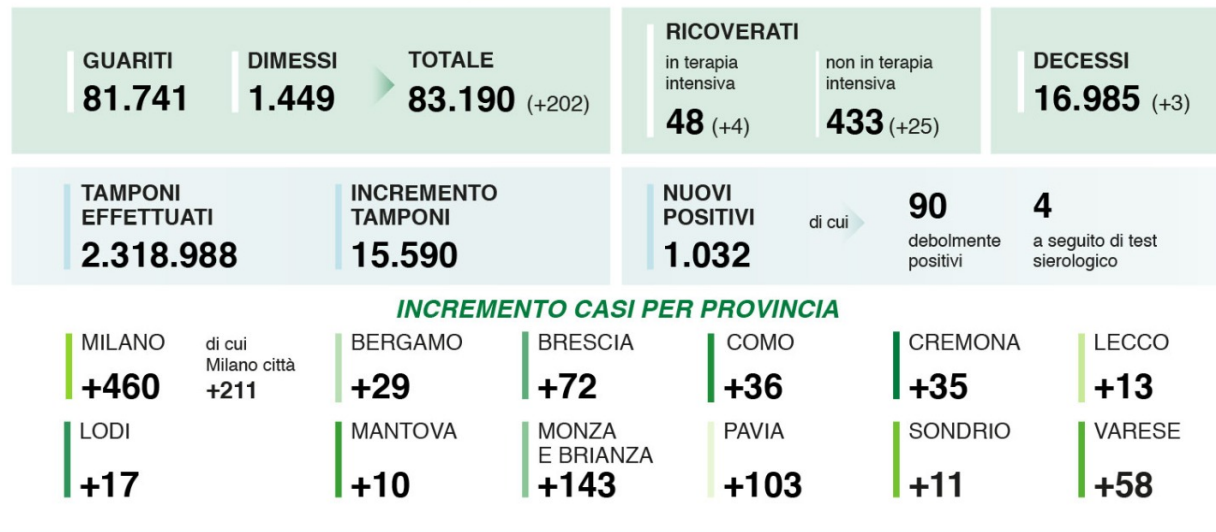 GUARITI
81.741
DIMESSI
1.449
TOTALE
83.190 (+202)
RICOVERATI
in terapia
intensiva
48 (+4)
non in terapia
intensiva
433 (+25)
DECESSI
16.985 (+3)
TAMPONI
EFFETTUATI
2.318.988
INCREMENTO
TAMPONI
15.590
NUOVI
POSITIVI
1.032
di cui
90
debolmente
positivi
4
a seguito di test
sierologico
INCREMENTO CASI PER PROVINCIA
MILANO
+460
di cui
Milano città
+211
BERGAMO
+29
BRESCIA
+72
COMO
+36
CREMONA
+35
LECCO
+13
LODI
+17
MANTOVA
+10
MONZA
E BRIANZA
+143
PAVIA
+103
SONDRIO
+11
VARESE
+58